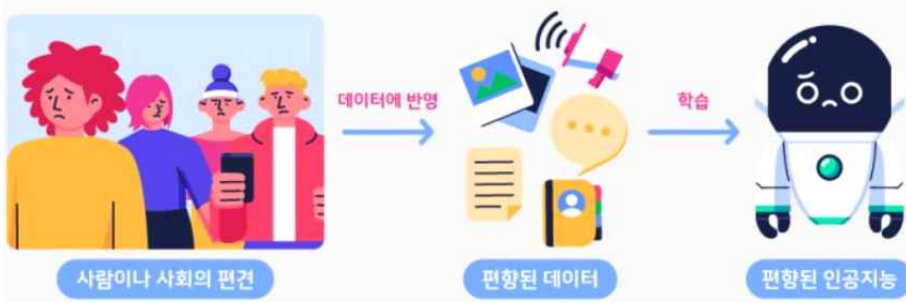 데이터에 반영
학습
사람이나 사회의 편견
편향된 데이터
편향된 인공지능